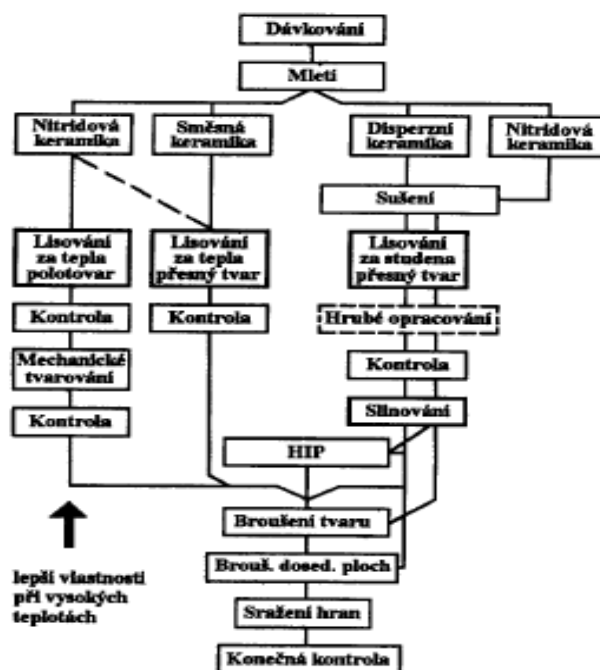 Dávkování
Mletí
Nitridová
keramika
Směsná
keramika
Disperzní
keramika
Nitridová
keramika
Sušení
Lisování
za tepla
polotovar
Lisování
za tepla
přesný tvar
Lisování
za studena
přesný tvar
Kontrola
Kontrola
Hrubé opracování
Mechanické
tvarování
Kontrola
Kontrola
Slinování
HIP
Broušení tvaru
lepší vlastnosti
při vysokých
teplotách
Brouš. dosed. ploch
Sražení hran
Konečná kontrola